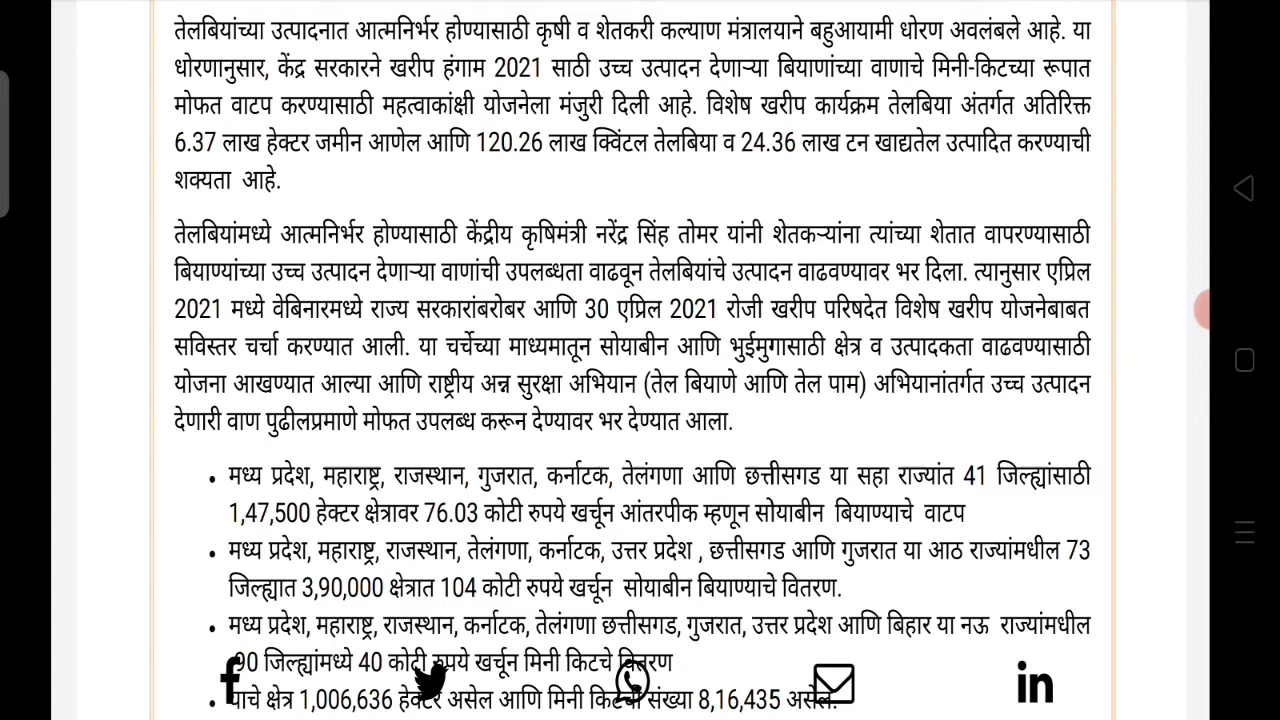 तेलबियांच्या उत्पादनात आत्मनिर्भर होण्यासाठी कृषी व शेतकरी कल्याण मंत्रालयाने बहुआयामी धोरण अवलंबले आहे. या
धोरणानुसार, केंद्र सरकारने खरीप हंगाम 2021 साठी उच्च उत्पादन देणाऱ्या बियाणांच्या वाणाचे मिनी-किटच्या रूपात
मोफत वाटप करण्यासाठी महत्वाकांक्षी योजनेला मंजुरी दिली आहे. विशेष खरीप कार्यक्रम तेलबिया अंतर्गत अतिरिक्त
6.37 लाख हेक्टर जमीन आणेल आणि 120.26 लाख क्विंटल तेलबिया व 24.36 लाख टन खाद्यतेल उत्पादित करण्याची
शक्यता आहे.
तेलबियांमध्ये आत्मनिर्भर होण्यासाठी केंद्रीय कृषिमंत्री नरेंद्र सिंह तोमर यांनी शेतकऱ्यांना त्यांच्या शेतात वापरण्यासाठी
बियाण्यांच्या उच्च उत्पादन देणाऱ्या वाणांची उपलब्धता वाढवून तेलबियांचे उत्पादन वाढवण्यावर भर दिला. त्यानुसार एप्रिल
2021 मध्ये वेबिनारमध्ये राज्य सरकारांबरोबर आणि 30 एप्रिल 2021 रोजी खरीप परिषदेत विशेष खरीप योजनेबाबत
सविस्तर चर्चा करण्यात आली. या चर्चेच्या माध्यमातून सोयाबीन आणि भुईमुगासाठी क्षेत्र व उत्पादकता वाढवण्यासाठी
योजना आखण्यात आल्या आणि राष्ट्रीय अन्न सुरक्षा अभियान (तेल बियाणे आणि तेल पाम) अभियानांतर्गत उच्च उत्पादन
देणारी वाण पुढीलप्रमाणे मोफत उपलब्ध करून देण्यावर भर देण्यात आला.
• मध्य प्रदेश, महाराष्ट्र, राजस्थान, गुजरात, कर्नाटक, तेलंगणा आणि छत्तीसगड या सहा राज्यांत 41 जिल्ह्यांसाठी
1,47,500 हेक्टर क्षेत्रावर 76.03 कोटी रुपये खर्चून आंतरपीक म्हणून सोयाबीन बियाण्याचे वाटप
• मध्य प्रदेश, महाराष्ट्र, राजस्थान, तेलंगणा, कर्नाटक, उत्तर प्रदेश , छत्तीसगड आणि गुजरात या आठ राज्यांमधील 73
जिल्ह्यात 3,90,000 क्षेत्रात 104 कोटी रुपये खर्चून सोयाबीन बियाण्याचे वितरण.
• मध्य प्रदेश, महाराष्ट्र, राजस्थान, कर्नाटक, तेलंगणा छत्तीसगड, गुजरात, उत्तर प्रदेश आणि बिहार या नऊ राज्यांमधील
90 जिल्ह्यांमध्ये 40 कोटी रुपये खर्चून मिनी किटचे वितरण
• याचे क्षेत्र 1,006,636 हेक्टर असेल आणि मिनी किटची संख्या 8,16,435 असेल.